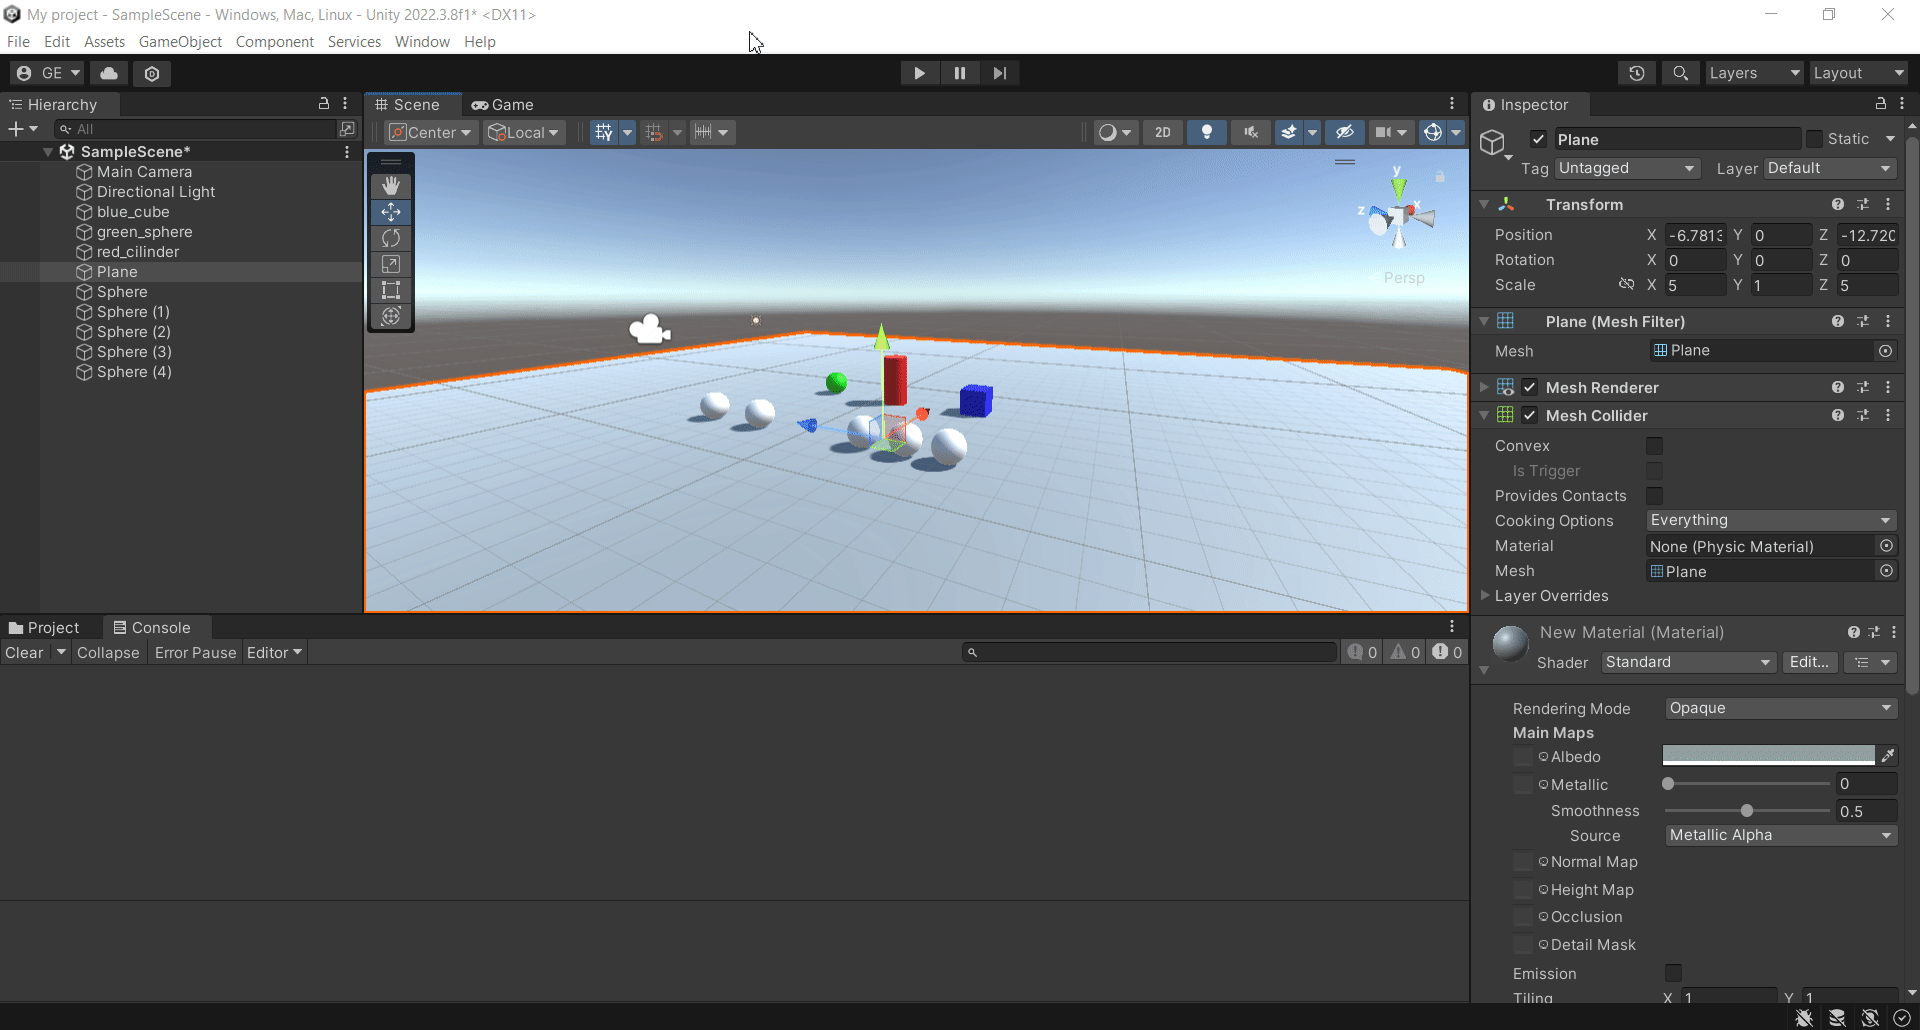 My project - SampleScene - Windows, Mac, Linux - Unity 2022.3.8f1* <DX11>
File Edit Assets GameObject Component Services Window Help
GE Layers Layout
Hierarchy
All
SampleScene*
Main Camera
Directional Light
blue_cube
green_sphere
red_cilinder
Plane
Sphere
Sphere (1)
Sphere (2)
Sphere (3)
Sphere (4)
Scene Game
Center Local 2D
y
z x
Persp
Project Console
Clear Collapse Error Pause Editor 0 0 0
Inspector
Plane Static
Tag Untagged Layer Default
Transform
Position X -6.7813 Y 0 Z -12.720
Rotation X 0 Y 0 Z 0
Scale X 5 Y 1 Z 5
Plane (Mesh Filter)
Mesh Plane
Mesh Renderer
Mesh Collider
Convex
Is Trigger
Provides Contacts
Cooking Options Everything
Material None (Physic Material)
Mesh Plane
Layer Overrides
New Material (Material)
Shader Standard Edit...
Rendering Mode Opaque
Main Maps
Albedo
Metallic 0
Smoothness 0.5
Source Metallic Alpha
Normal Map
Height Map
Occlusion
Detail Mask
Emission
Tiling X 1 Y 1